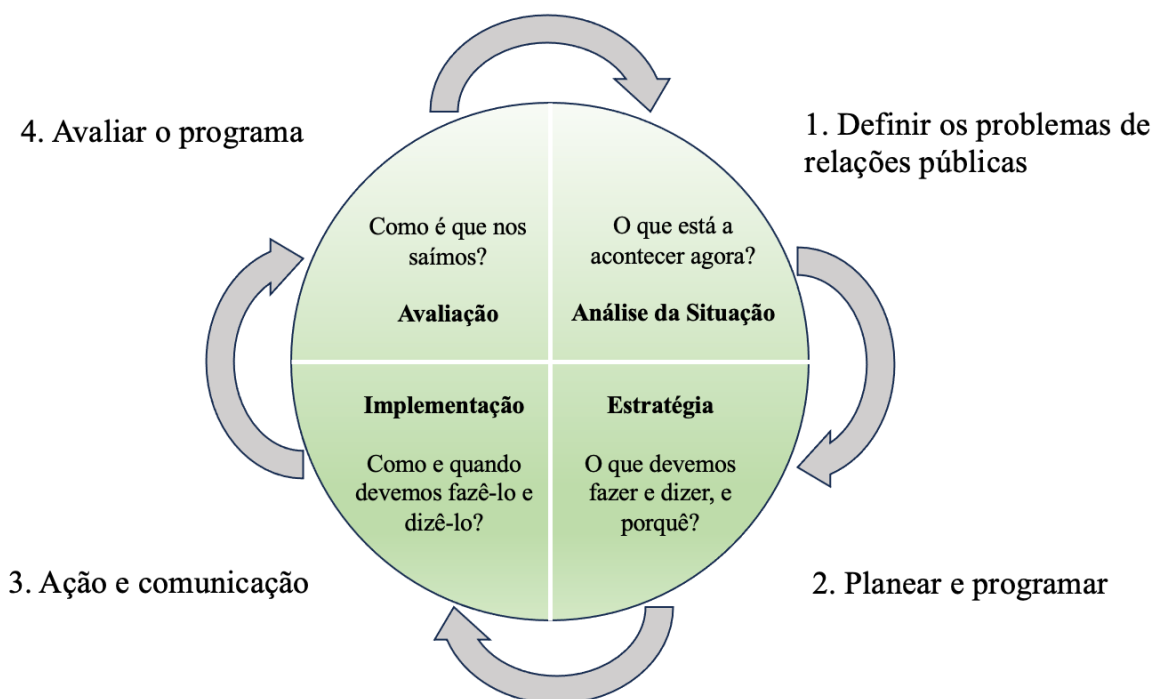 4. Avaliar o programa
1. Definir os problemas de
relações públicas
Como é que nos
saímos?
Avaliação
O que está a
acontecer agora?
Análise da Situação
Implementação
Como e quando
devemos fazê-lo e
dizê-lo?
Estratégia
O que devemos
fazer e dizer, e
porquê?
3. Ação e comunicação
2. Planear e programar